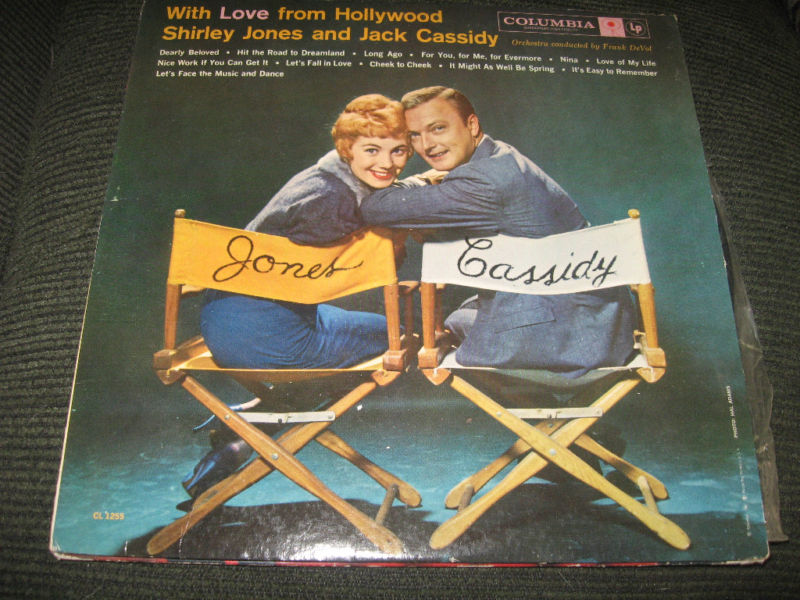 With Love from Hollywood
Shirley Jones and Jack Cassidy
COLUMBIA
Lp
Orchestra conducted by Frank DeVol
Dearly Beloved • Hit the Road to Dreamland • Long Ago • For You, for Me, for Evermore • Nina • Love of My Life
Nice Work if You Can Get It • Let's Fall in Love • Cheek to Cheek • It Might As Well Be Spring • It's Easy to Remember
Let's Face the Music and Dance
Jones
Cassidy
CL 1255
PHOTO: HAL ADAMS